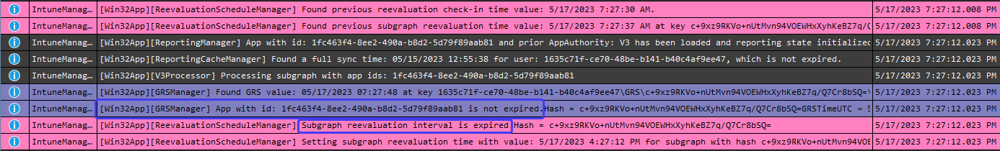 IntuneManag... [Win32App][ReevaluationScheduleManager] Found previous reevaluation check-in time value: 5/17/2023 7:27:30 AM. 5/17/2023 7:27:12.008 PM
IntuneManag... [Win32App][ReevaluationScheduleManager] Found previous subgraph reevaluation time value: 5/17/2023 7:27:37 AM at key c+9xz9RKVo+nUtMvn94VOEWHxXyhKeBZ7q/Q 5/17/2023 7:27:12.008 PM
IntuneManag... [Win32App][ReportingManager] App with id: 1fc463f4-8ee2-490a-b8d2-5d79f89aab81 and prior AppAuthority: V3 has been loaded and reporting state initialized 5/17/2023 7:27:12.023 PM
IntuneManag... [Win32App][ReportingCacheManager] Found a full sync time: 05/15/2023 12:55:38 for user: 1635c71f-ce70-48be-b141-b40c4af9ee47, which is not expired. 5/17/2023 7:27:12.023 PM
IntuneManag... [Win32App][V3Processor] Processing subgraph with app ids: 1fc463f4-8ee2-490a-b8d2-5d79f89aab81 5/17/2023 7:27:12.023 PM
IntuneManag... [Win32App][GRSManager] Found GRS value: 05/17/2023 07:27:48 at key 1635c71f-ce70-48be-b141-b40c4af9ee47\GRS\c+9xz9RKVo+nUtMvn94VOEWHxXyhKeBZ7q/Q7Cr8bSQ=\ 5/17/2023 7:27:12.023 PM
IntuneManag... [Win32App][GRSManager] App with id: 1fc463f4-8ee2-490a-b8d2-5d79f89aab81 is not expired. Hash = c+9xz9RKVo+nUtMvn94VOEWHxXyhKeBZ7q/Q7Cr8bSQ=GRSTimeUTC = 5 5/17/2023 7:27:12.023 PM
IntuneManag... [Win32App][ReevaluationScheduleManager] Subgraph reevaluation interval is expired. Hash = c+9xz9RKVo+nUtMvn94VOEWHxXyhKeBZ7q/Q7Cr8bSQ= 5/17/2023 7:27:12.023 PM
IntuneManag... [Win32App][ReevaluationScheduleManager] Setting subgraph reevaluation time with value: 5/17/2023 4:27:12 PM for subgraph with hash c+9xz9RKVo+nUtMvn94VOE 5/17/2023 7:27:12.023 PM